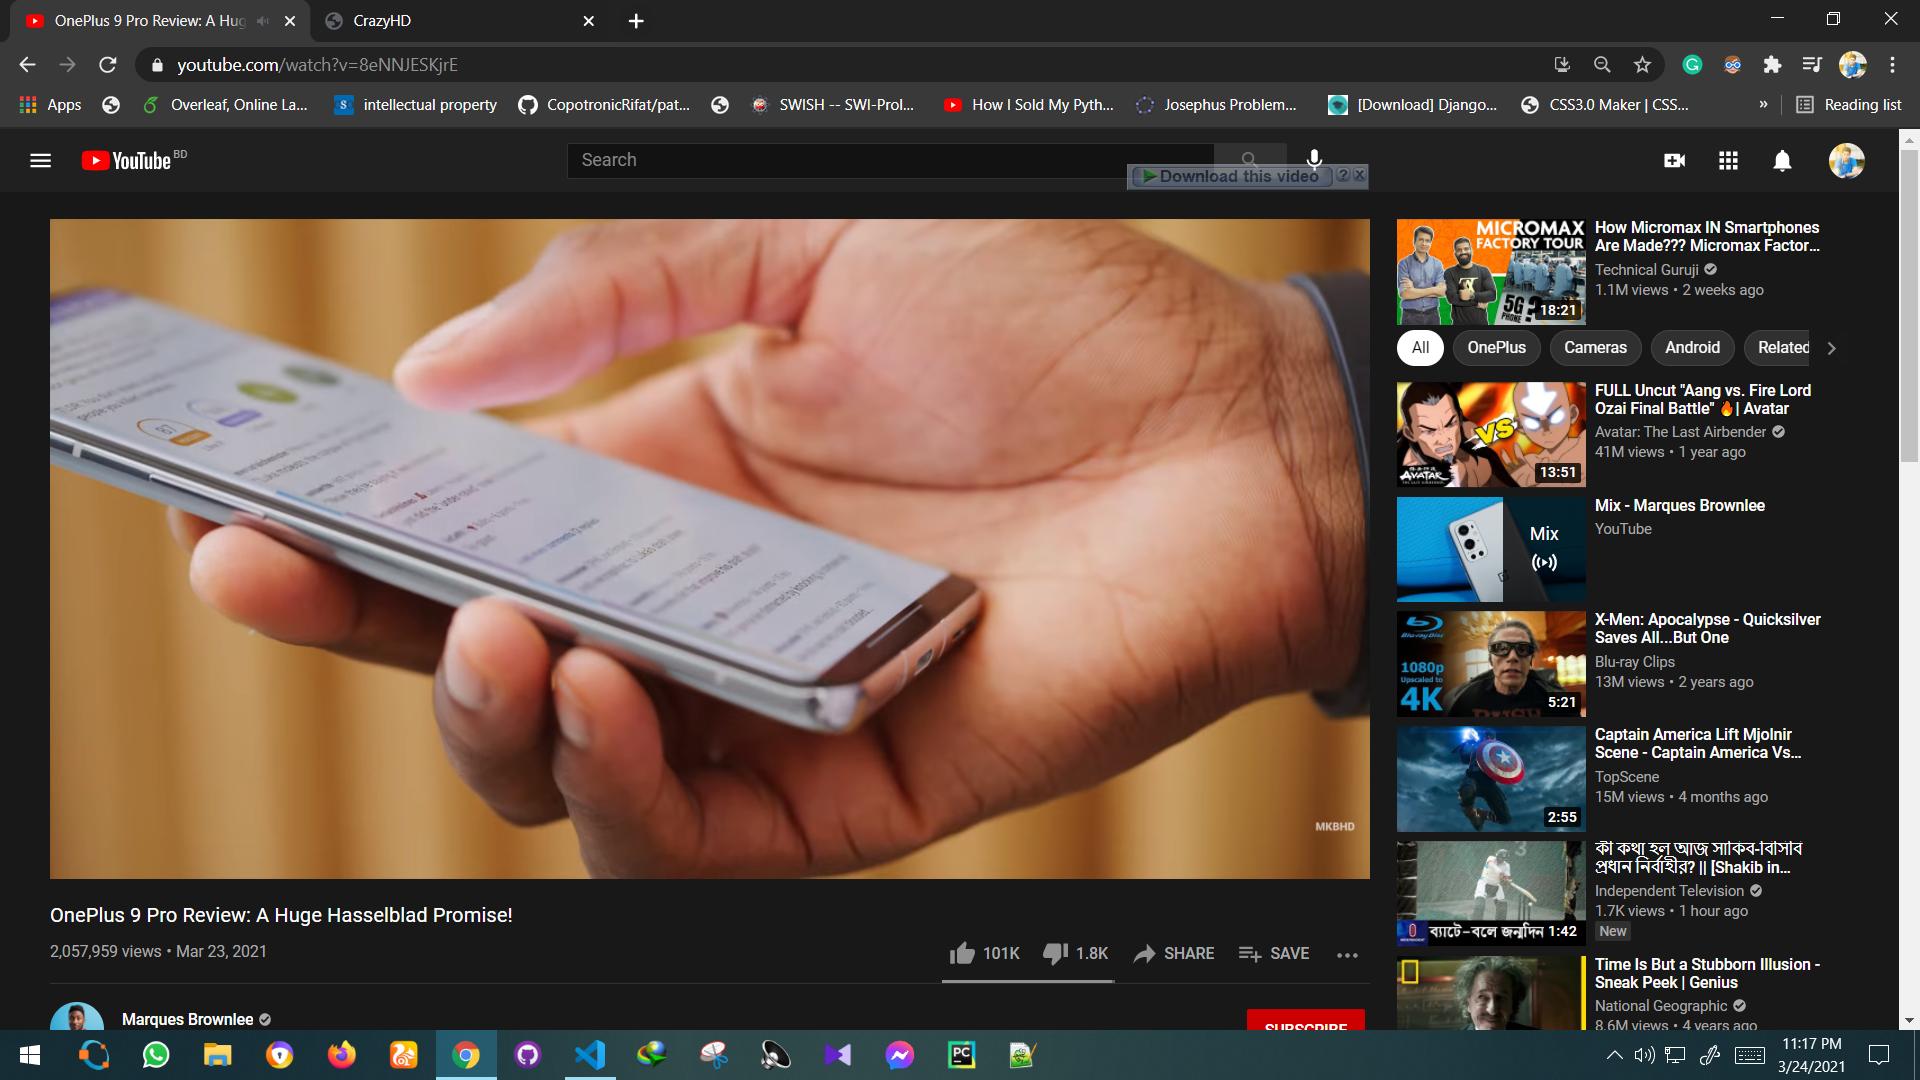 OnePlus 9 Pro Review: A Hug
CrazyHD
youtube.com/watch?v=8eNNJESKjrE
Apps
Overleaf, Online La...
intellectual property
CopotronicRifat/pat...
SWISH -- SWI-Prol...
How I Sold My Pyth...
Josephus Problem...
[Download] Django...
CSS3.0 Maker | CSS...
»
Reading list
YouTube BD
Search
Download this video
MKBHD
OnePlus 9 Pro Review: A Huge Hasselblad Promise!
2,057,959 views • Mar 23, 2021
101K
1.8K
SHARE
SAVE
Marques Brownlee
SUBSCRIBE
MICROMAX
FACTORY TOUR
5G ?
PHONE
18:21
How Micromax IN Smartphones
Are Made??? Micromax Factor...
Technical Guruji
1.1M views • 2 weeks ago
All
OnePlus
Cameras
Android
Related
VS
AVATAR
13:51
FULL Uncut "Aang vs. Fire Lord
Ozai Final Battle" 🔥| Avatar
Avatar: The Last Airbender
41M views • 1 year ago
Mix
Mix - Marques Brownlee
YouTube
Blu-ray Disc
1080p
Upscaled to
4K
5:21
X-Men: Apocalypse - Quicksilver
Saves All...But One
Blu-ray Clips
13M views • 2 years ago
2:55
Captain America Lift Mjolnir
Scene - Captain America Vs...
TopScene
15M views • 4 months ago
3
ব্যাটে-বলে জন্মদিন
1:42
কী কথা হল আজ সাকিব-বিসিবি
প্রধান নির্বাহীর? || [Shakib in...
Independent Television
1.7K views • 1 hour ago
New
Time Is But a Stubborn Illusion -
Sneak Peek | Genius
National Geographic
8.6M views • 4 years ago
11:17 PM
3/24/2021